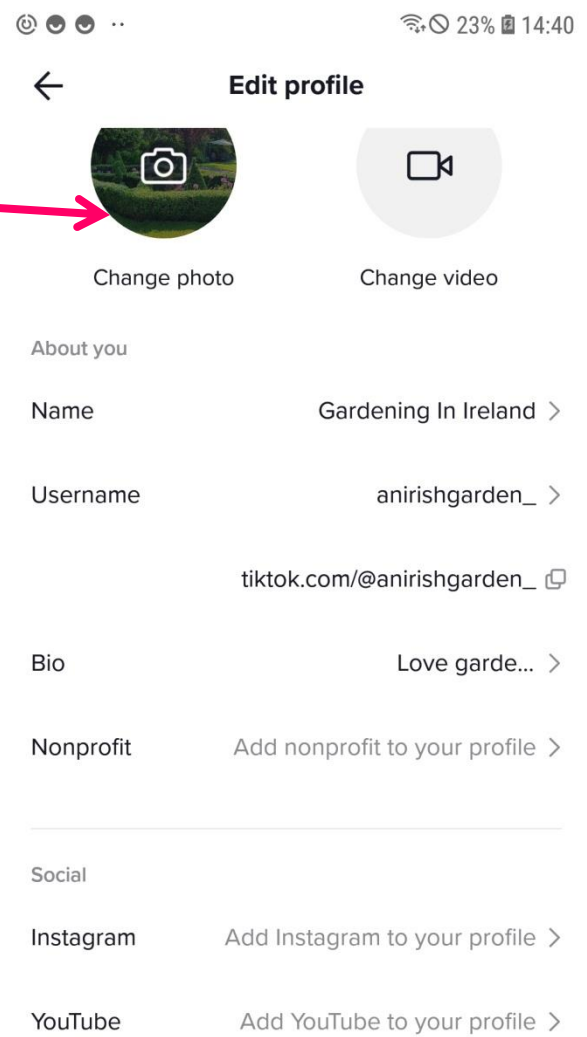 23% 14:40
Edit profile
Change photo Change video
About you
Name Gardening In Ireland
Username anirishgarden_
tiktok.com/@anirishgarden_
Bio Love garde...
Nonprofit Add nonprofit to your profile
Social
Instagram Add Instagram to your profile
YouTube Add YouTube to your profile